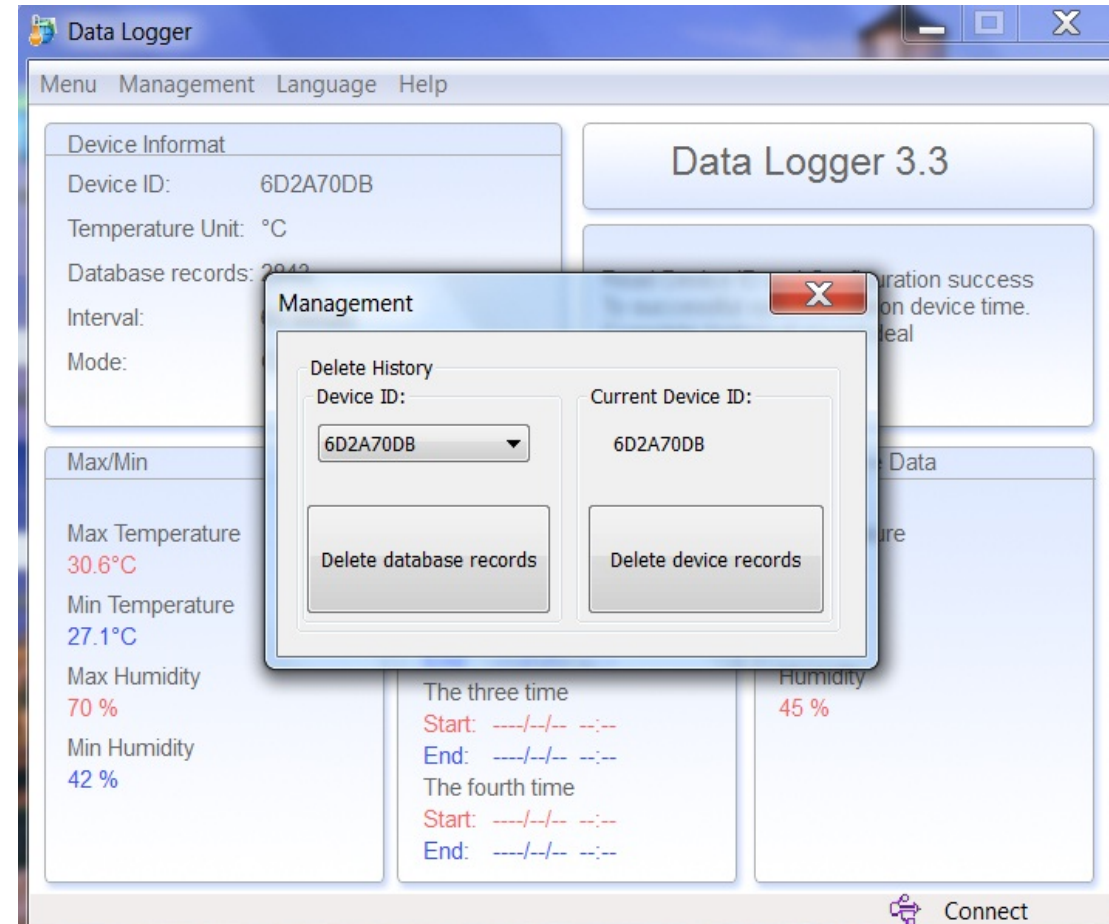 Data Logger
Menu Management Language Help
Device Informat
Device ID: 6D2A70DB
Temperature Unit: °C
Database records:
Interval:
Mode:
Data Logger 3.3
uration success
on device time.
deal
Management
Delete History
Device ID:
6D2A70DB
Delete database records
Current Device ID:
6D2A70DB
Delete device records
Max/Min
Max Temperature
30.6°C
Min Temperature
27.1°C
Max Humidity
70 %
Min Humidity
42 %
The three time
Start: ----/--/-- --:--
End: ----/--/-- --:--
The fourth time
Start: ----/--/-- --:--
End: ----/--/-- --:--
Data
ure
Humidity
45 %
Connect